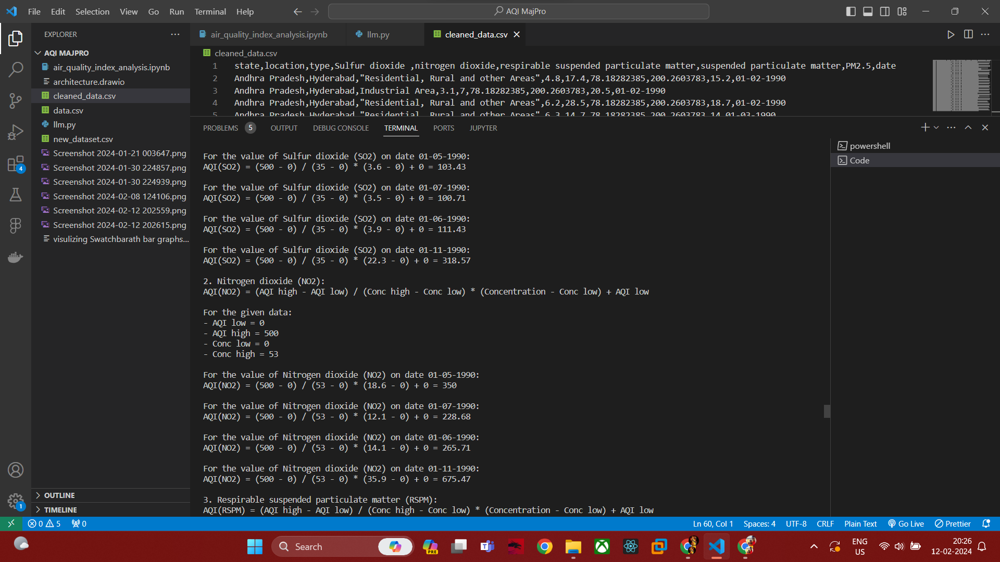 File Edit Selection View Go Run Terminal Help
AQI MajPro
EXPLORER
AQI MAJPRO
air_quality_index_analysis.ipynb
architecture.drawio
cleaned_data.csv
data.csv
llm.py
new_dataset.csv
Screenshot 2024-01-21 003647.png
Screenshot 2024-01-30 224857.png
Screenshot 2024-01-30 224939.png
Screenshot 2024-02-08 124106.png
Screenshot 2024-02-12 202559.png
Screenshot 2024-02-12 202615.png
visulizing Swatchbarath bar graphs...
OUTLINE
TIMELINE
4
1
air_quality_index_analysis.ipynb llm.py cleaned_data.csv
cleaned_data.csv
1 state,location,type,Sulfur dioxide ,nitrogen dioxide,respirable suspended particulate matter,suspended particulate matter,PM2.5,date
2 Andhra Pradesh,Hyderabad,"Residential, Rural and other Areas",4.8,17.4,78.18282385,200.2603783,15.2,01-02-1990
3 Andhra Pradesh,Hyderabad,Industrial Area,3.1,7,78.18282385,200.2603783,20.5,01-02-1990
4 Andhra Pradesh,Hyderabad,"Residential, Rural and other Areas",6.2,28.5,78.18282385,200.2603783,18.7,01-02-1990
5 Andhra Pradesh,Hyderabad,"Residential, Rural and other Areas",6.3,14.7,78.18282385,200.2603783,14,01-03-1990
PROBLEMS 5 OUTPUT DEBUG CONSOLE TERMINAL PORTS JUPYTER
powershell
Code
For the value of Sulfur dioxide (SO2) on date 01-05-1990:
AQI(SO2) = (500 - 0) / (35 - 0) * (3.6 - 0) + 0 = 103.43
For the value of Sulfur dioxide (SO2) on date 01-07-1990:
AQI(SO2) = (500 - 0) / (35 - 0) * (3.5 - 0) + 0 = 100.71
For the value of Sulfur dioxide (SO2) on date 01-06-1990:
AQI(SO2) = (500 - 0) / (35 - 0) * (3.9 - 0) + 0 = 111.43
For the value of Sulfur dioxide (SO2) on date 01-11-1990:
AQI(SO2) = (500 - 0) / (35 - 0) * (22.3 - 0) + 0 = 318.57
2. Nitrogen dioxide (NO2):
AQI(NO2) = (AQI high - AQI low) / (Conc high - Conc low) * (Concentration - Conc low) + AQI low
For the given data:
- AQI low = 0
- AQI high = 500
- Conc low = 0
- Conc high = 53
For the value of Nitrogen dioxide (NO2) on date 01-05-1990:
AQI(NO2) = (500 - 0) / (53 - 0) * (18.6 - 0) + 0 = 350
For the value of Nitrogen dioxide (NO2) on date 01-07-1990:
AQI(NO2) = (500 - 0) / (53 - 0) * (12.1 - 0) + 0 = 228.68
For the value of Nitrogen dioxide (NO2) on date 01-06-1990:
AQI(NO2) = (500 - 0) / (53 - 0) * (14.1 - 0) + 0 = 265.71
For the value of Nitrogen dioxide (NO2) on date 01-11-1990:
AQI(NO2) = (500 - 0) / (53 - 0) * (35.9 - 0) + 0 = 675.47
3. Respirable suspended particulate matter (RSPM):
AQI(RSPM) = (AQI high - AQI low) / (Conc high - Conc low) * (Concentration - Conc low) + AQI low
0 5 0 Ln 60, Col 1 Spaces: 4 UTF-8 CRLF Plain Text Go Live Prettier
Search PRE
ENG
US
20:26
12-02-2024